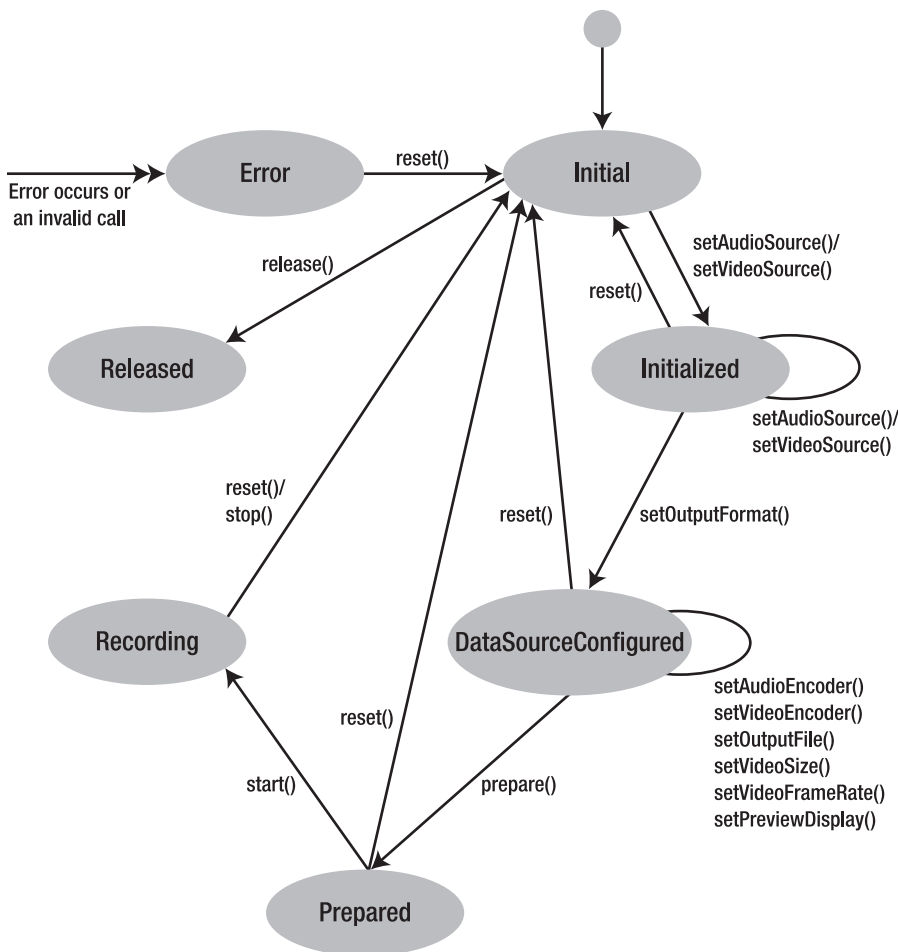 Error
reset()
Initial
Error occurs or
an invalid call
setAudioSource()/
setVideoSource()
release()
reset()
Released
Initialized
setAudioSource()/
setVideoSource()
reset()/
stop()
reset()
setOutputFormat()
Recording
DataSourceConfigured
setAudioEncoder()
setVideoEncoder()
setOutputFile()
setVideoSize()
setVideoFrameRate()
setPreviewDisplay()
reset()
start()
prepare()
Prepared